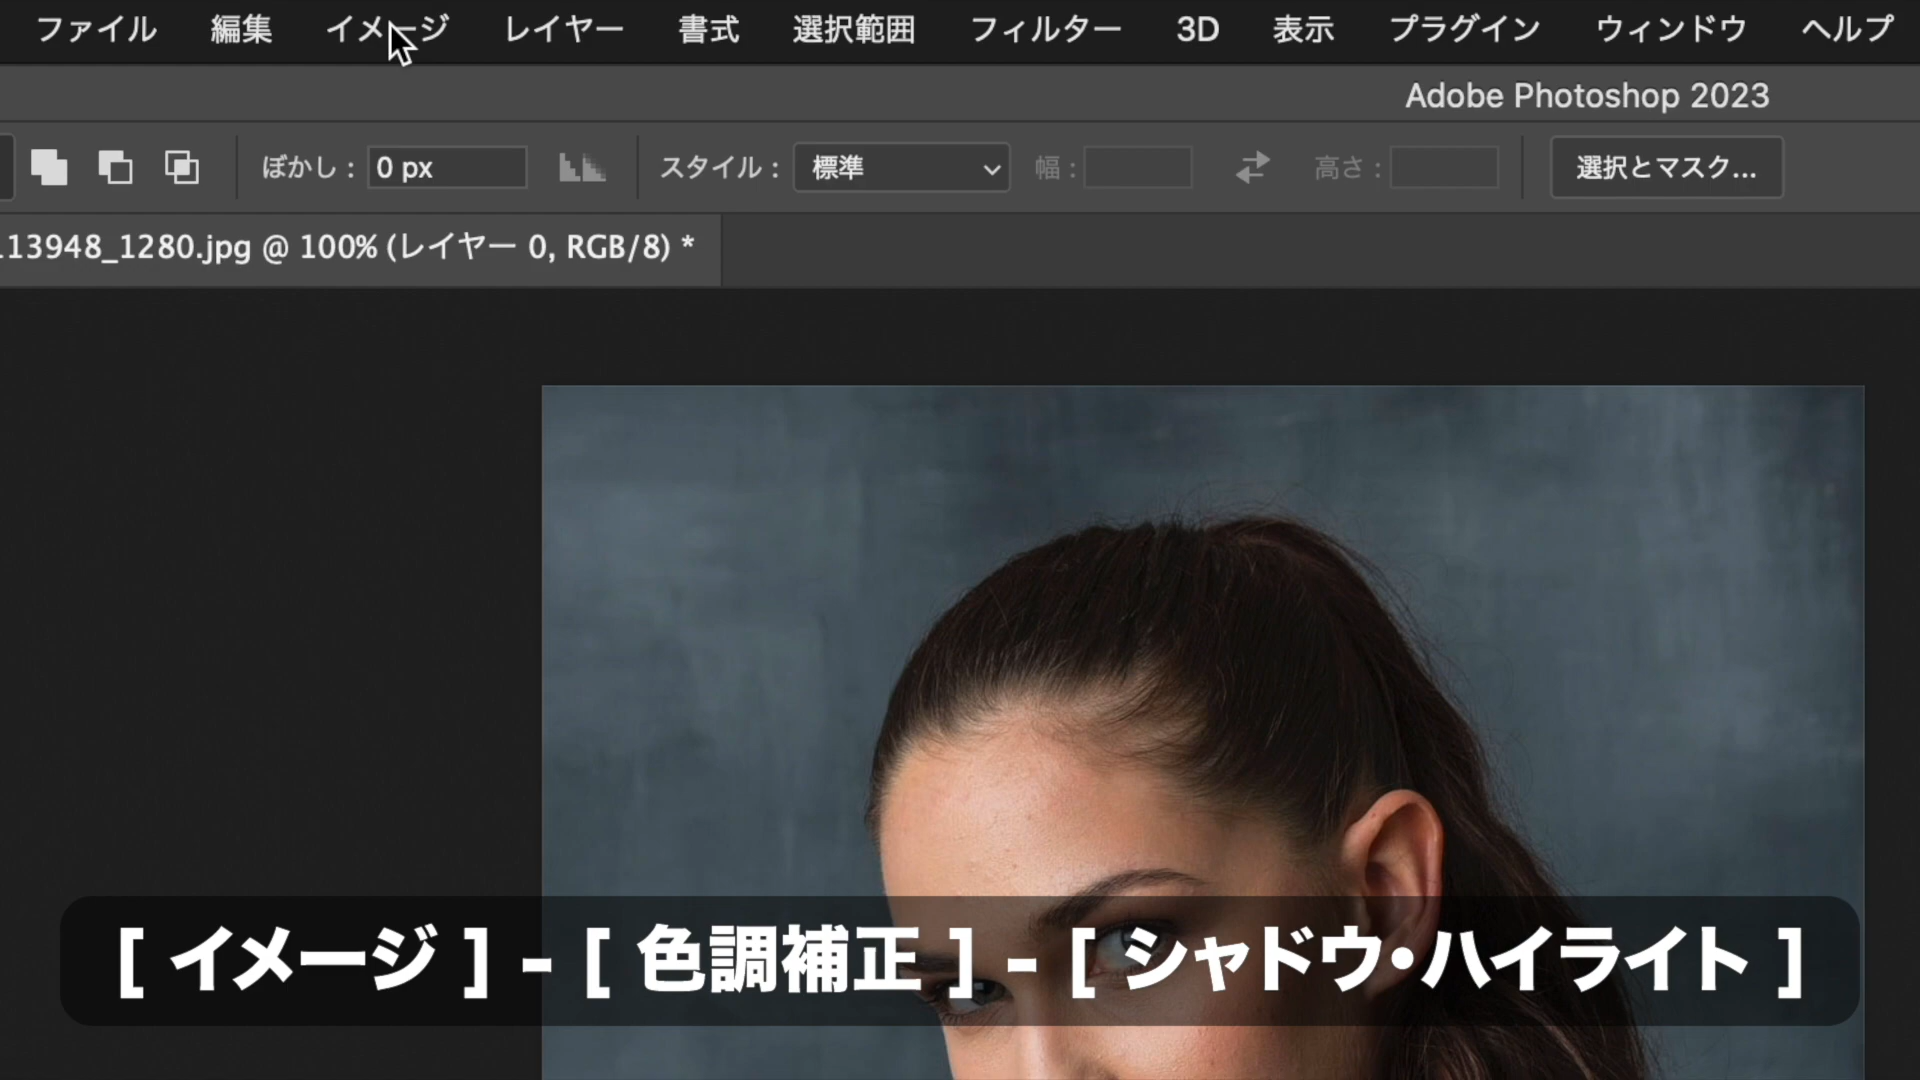 ファイル 編集 イメージ レイヤー 書式 選択範囲 フィルター 3D 表示 プラグイン ウィンドウ ヘルプ
Adobe Photoshop 2023
ぼかし : 0 px スタイル : 標準 幅 : 高さ : 選択とマスク...
13948_1280.jpg @ 100% (レイヤー 0, RGB/8) *
[ イメージ ] - [ 色調補正 ] - [ シャドウ・ハイライト ]